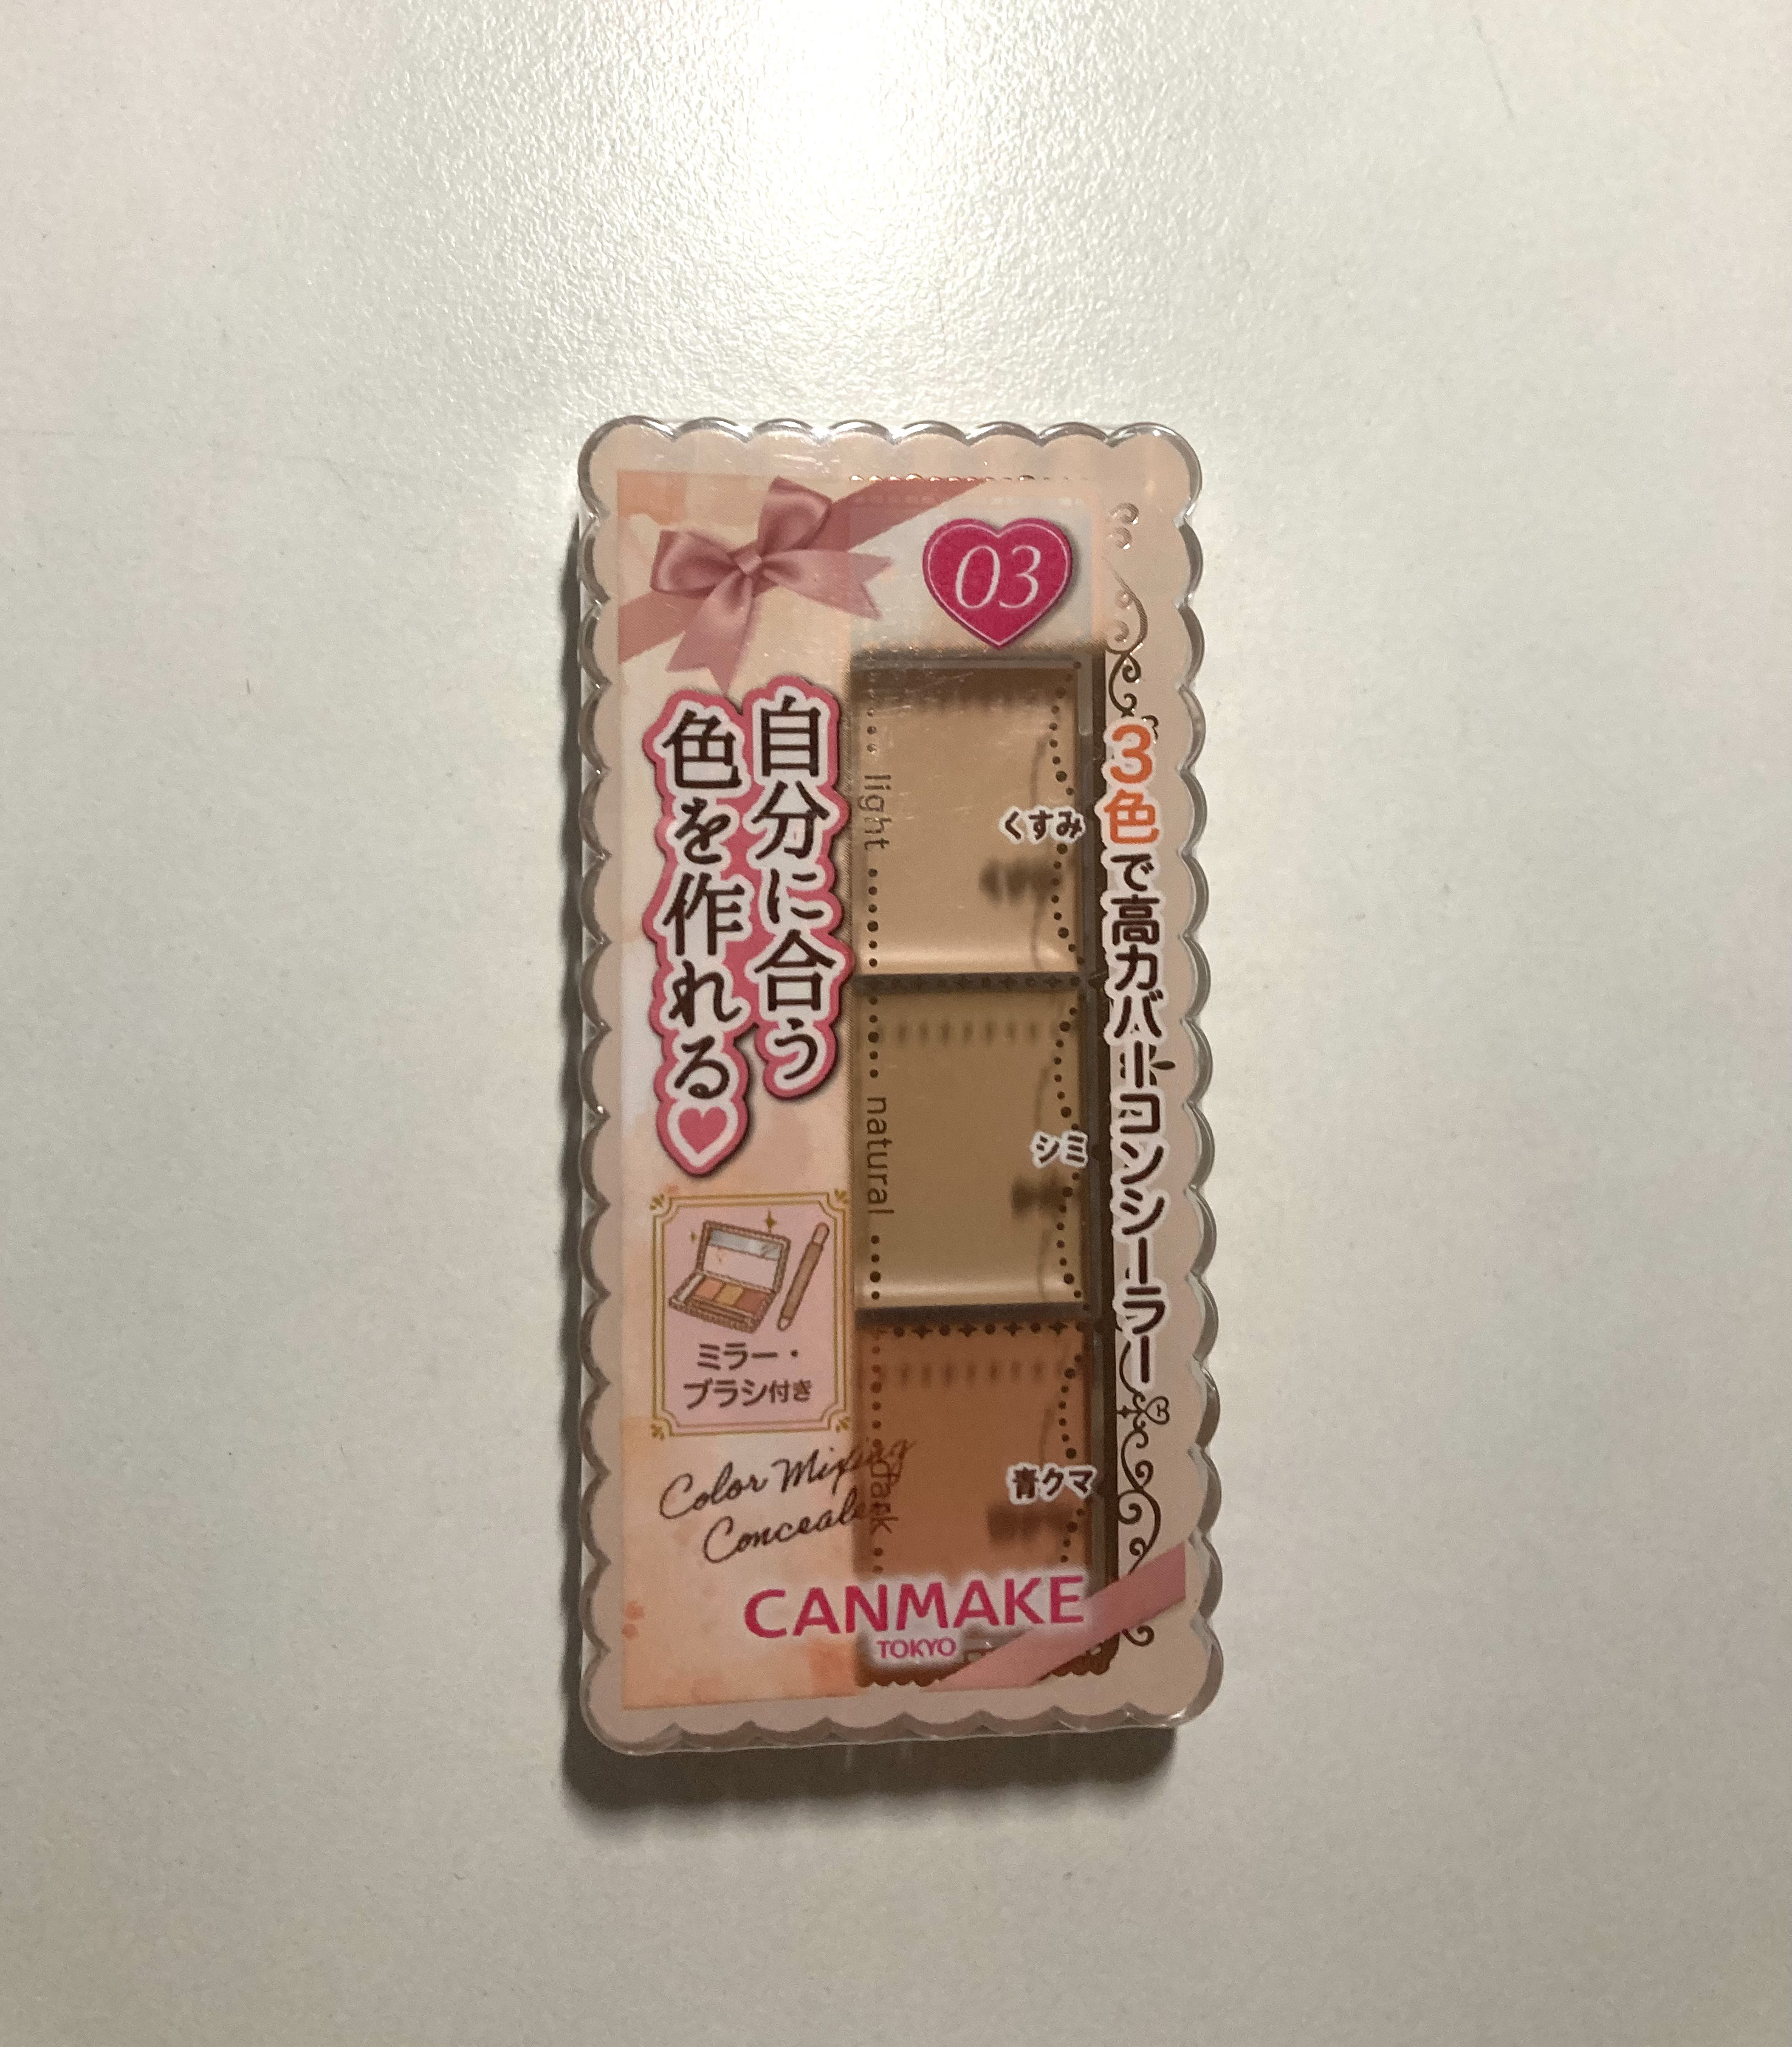 03
自分に合う
色を作れる
3色で高カバーコンシーラー
light
くすみ
natural
シミ
dark
青クマ
ミラー・
ブラシ付き
Color Mixing
Concealer
CANMAKE
TOKYO